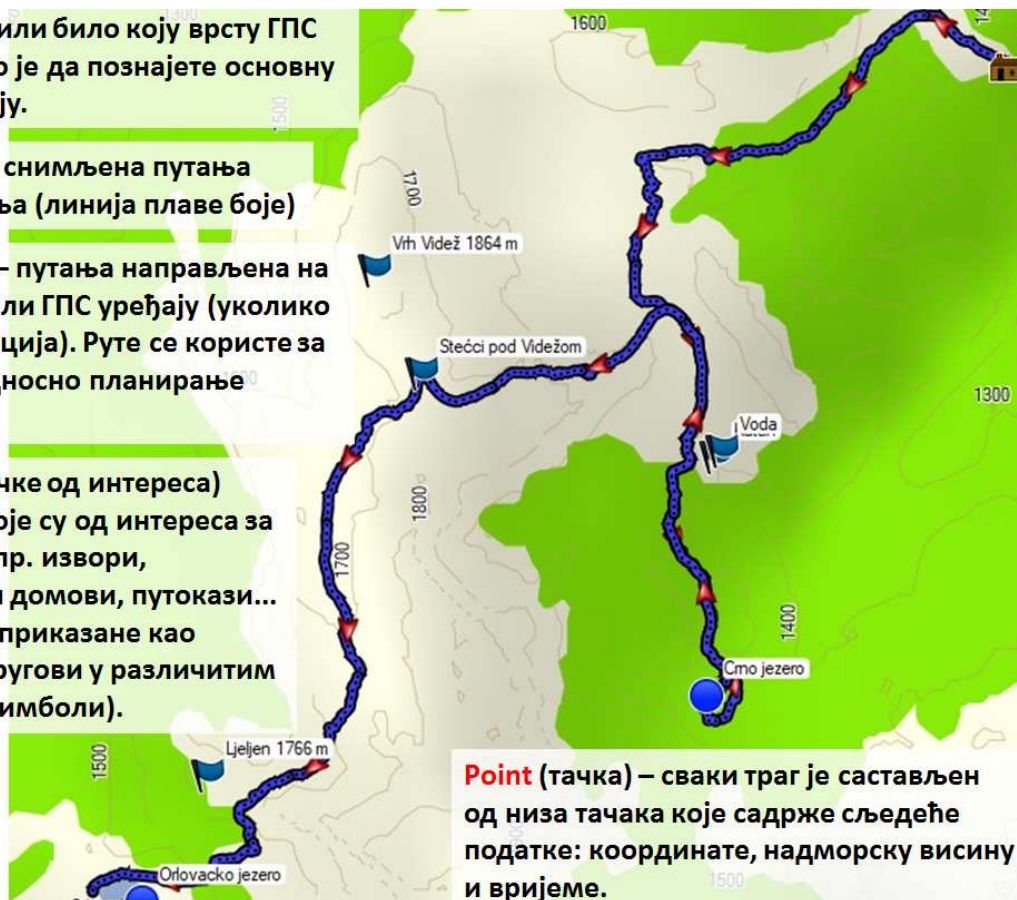 или било коју врсту ГПС
о је да познајете основну
ју.
снимљена путања
ња (линија плаве боје)
– путања направљена на
ли ГПС уређају (уколико
ција). Руте се користе за
дносно планирање
чке од интереса)
оје су од интереса за
пр. извори,
и домови, путокази...
приказане као
ругови у различитим
имболи).
1600
1500
1700
Vrh Videž 1864 m
Stećci pod Videžom
1300
Voda
1800
1700
1400
Crno jezero
1500
Ljeljen 1766 m
Orlovacko jezero
Point (тачка) – сваки траг је састављен
од низа тачака које садрже сљедеће
податке: координате, надморску висину
и вријеме.
1500